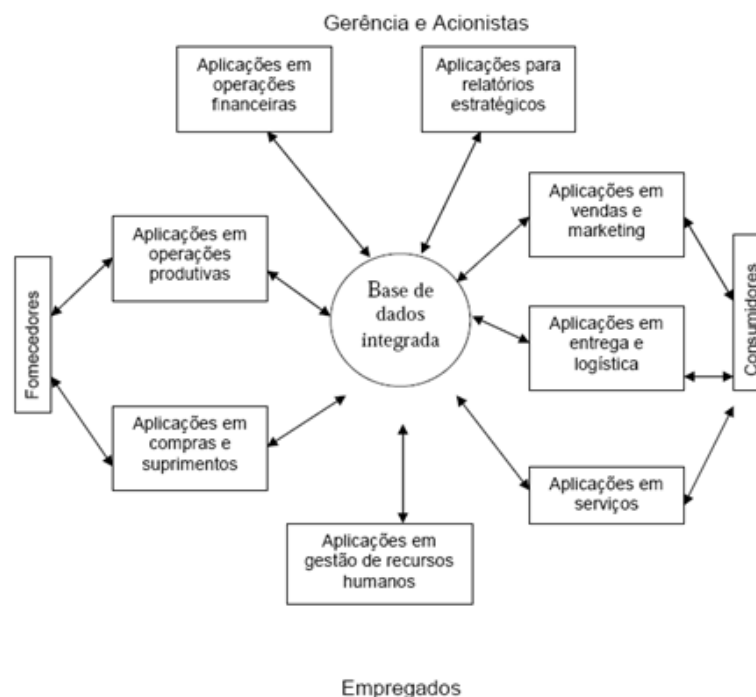 Gerência e Acionistas
Aplicações em
operações
financeiras
Aplicações para
relatórios
estratégicos
Aplicações em
vendas e
marketing
Aplicações em
operações
produtivas
Fornecedores
Base de
dados
integrada
Aplicações em
entrega e
logística
Consumidores
Aplicações em
compras e
suprimentos
Aplicações em
serviços
Aplicações em
gestão de recursos
humanos
Empregados